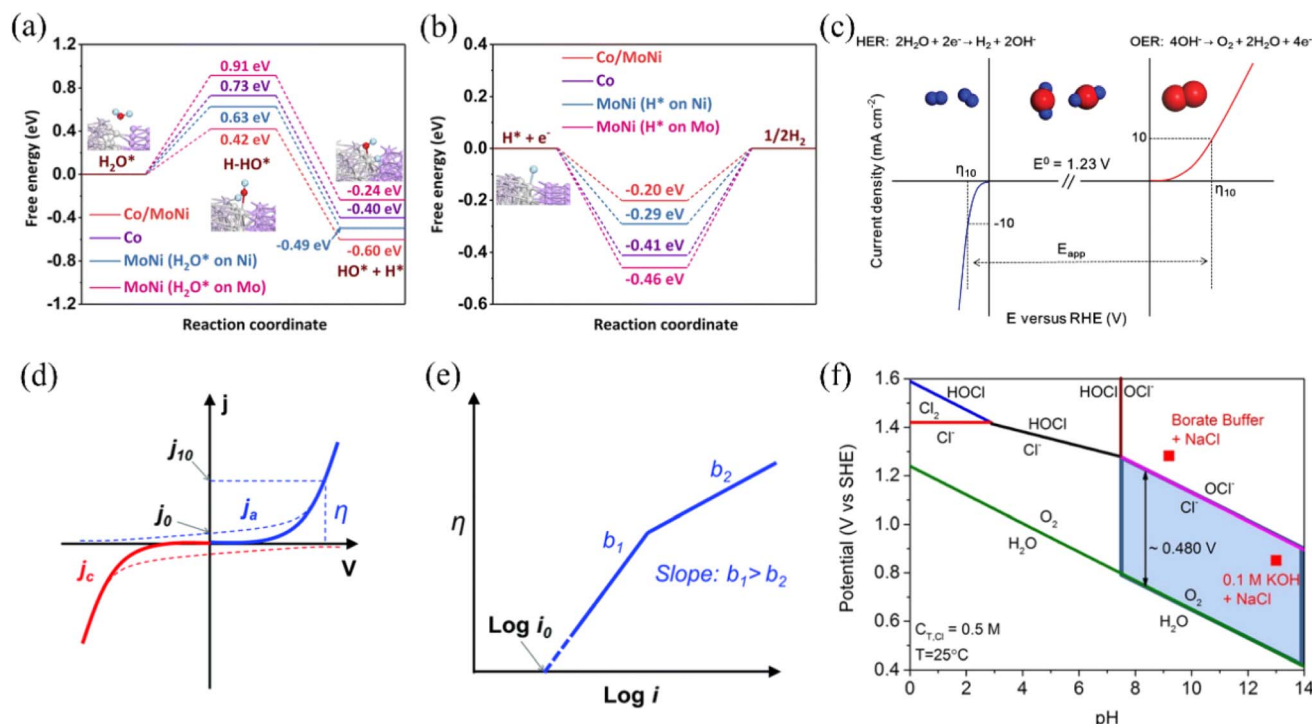 (a)
1.2
0.8
0.4
0.0
-0.4
-0.8
-1.2
Free energy (eV)
Reaction coordinate
0.91 eV
0.73 eV
0.63 eV
0.42 eV
H₂O*
H-HO*
-0.24 eV
-0.40 eV
-0.49 eV
-0.60 eV
HO* + H*
Co/MoNi
Co
MoNi (H₂O* on Ni)
MoNi (H₂O* on Mo)
(b)
0.4
0.2
0.0
-0.2
-0.4
-0.6
Free energy (eV)
Reaction coordinate
Co/MoNi
Co
MoNi (H* on Ni)
MoNi (H* on Mo)
H* + e⁻
1/2H₂
-0.20 eV
-0.29 eV
-0.41 eV
-0.46 eV
(c)
HER: 2H₂O + 2e⁻→ H₂ + 2OH⁻
OER: 4OH⁻→ O₂ + 2H₂O + 4e⁻
Current density (mA cm⁻²)
10
E⁰ = 1.23 V
η₁₀
//
η₁₀
-10
Eapp
E versus RHE (V)
(d)
j
j₁₀
j₀
jₐ
η
V
jc
(e)
η
b₂
b₁
Slope: b₁> b₂
Log i₀
Log i
(f)
1.6
1.4
1.2
1.0
0.8
0.6
0.4
Potential (V vs SHE)
HOCl
Cl₂
Cl⁻
HOCl
Cl⁻
HOCl
OCl⁻
Borate Buffer
+ NaCl
OCl⁻
Cl⁻
O₂
H₂O
~ 0.480 V
0.1 M KOH
+ NaCl
O₂
H₂O
C_T,Cl = 0.5 M
T=25°C
0 2 4 6 8 10 12 14
pH